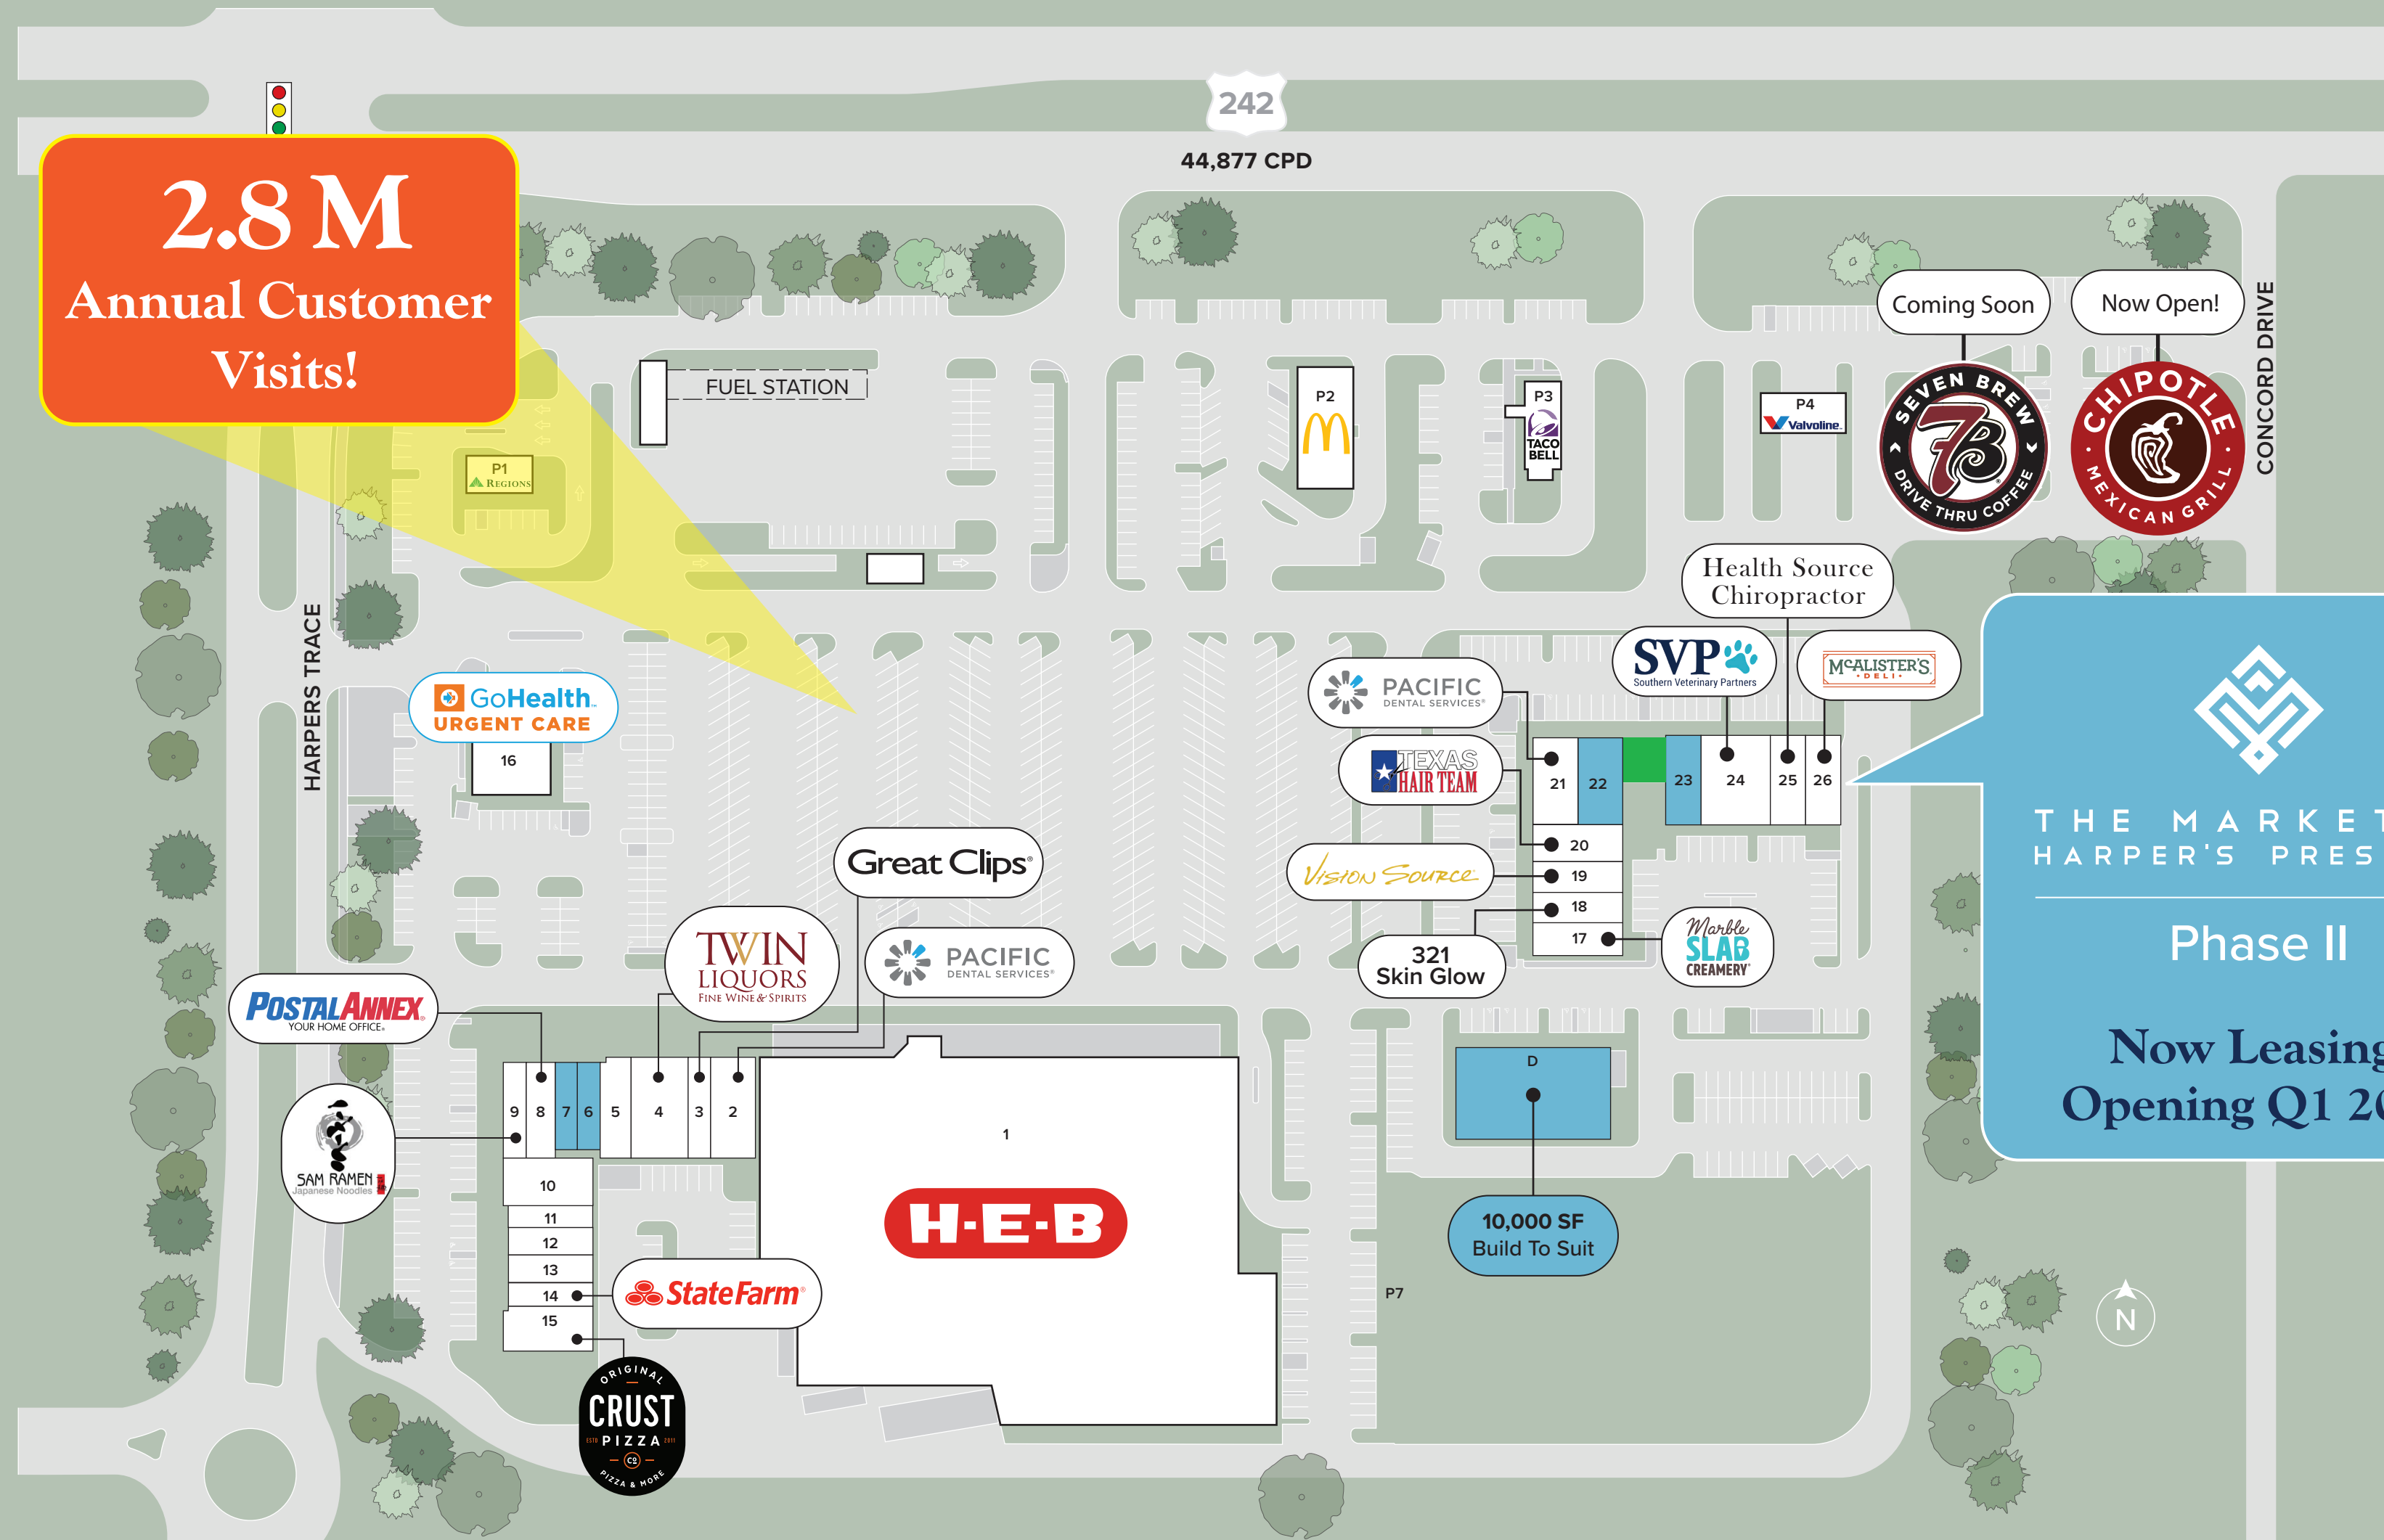 242
44,877 CPD
2.8 M
Annual Customer
Visits!
Coming Soon
Now Open!
SEVEN BREW
7B
DRIVE THRU COFFEE
CHIPOTLE
MEXICAN GRILL
CONCORD DRIVE
FUEL STATION
P1
REGIONS
P2
P3
TACO
BELL
P4
Valvoline
HARPERS TRACE
GoHealth
URGENT CARE
16
Health Source
Chiropractor
SVP
Southern Veterinary Partners
MCALISTER'S
DELI
PACIFIC
DENTAL SERVICES®
TEXAS
HAIR TEAM
21
22
23
24
25
26
20
VISION SOURCE
19
18
17
321
Skin Glow
Marble
SLAB
CREAMERY®
THE MARKET
HARPER'S PRES
Phase II
Now Leasing
Opening Q1 20
Great Clips®
TWIN
LIQUORS
FINE WINE & SPIRITS
PACIFIC
DENTAL SERVICES®
POSTALANNEX®
YOUR HOME OFFICE®
SAM RAMEN
Japanese Noodles
9
8
7
6
5
4
3
2
1
10
11
12
13
14
15
StateFarm®
H-E-B
D
10,000 SF
Build To Suit
P7
N
ORIGINAL
CRUST
ESTD PIZZA 2011
CO
PIZZA & MORE